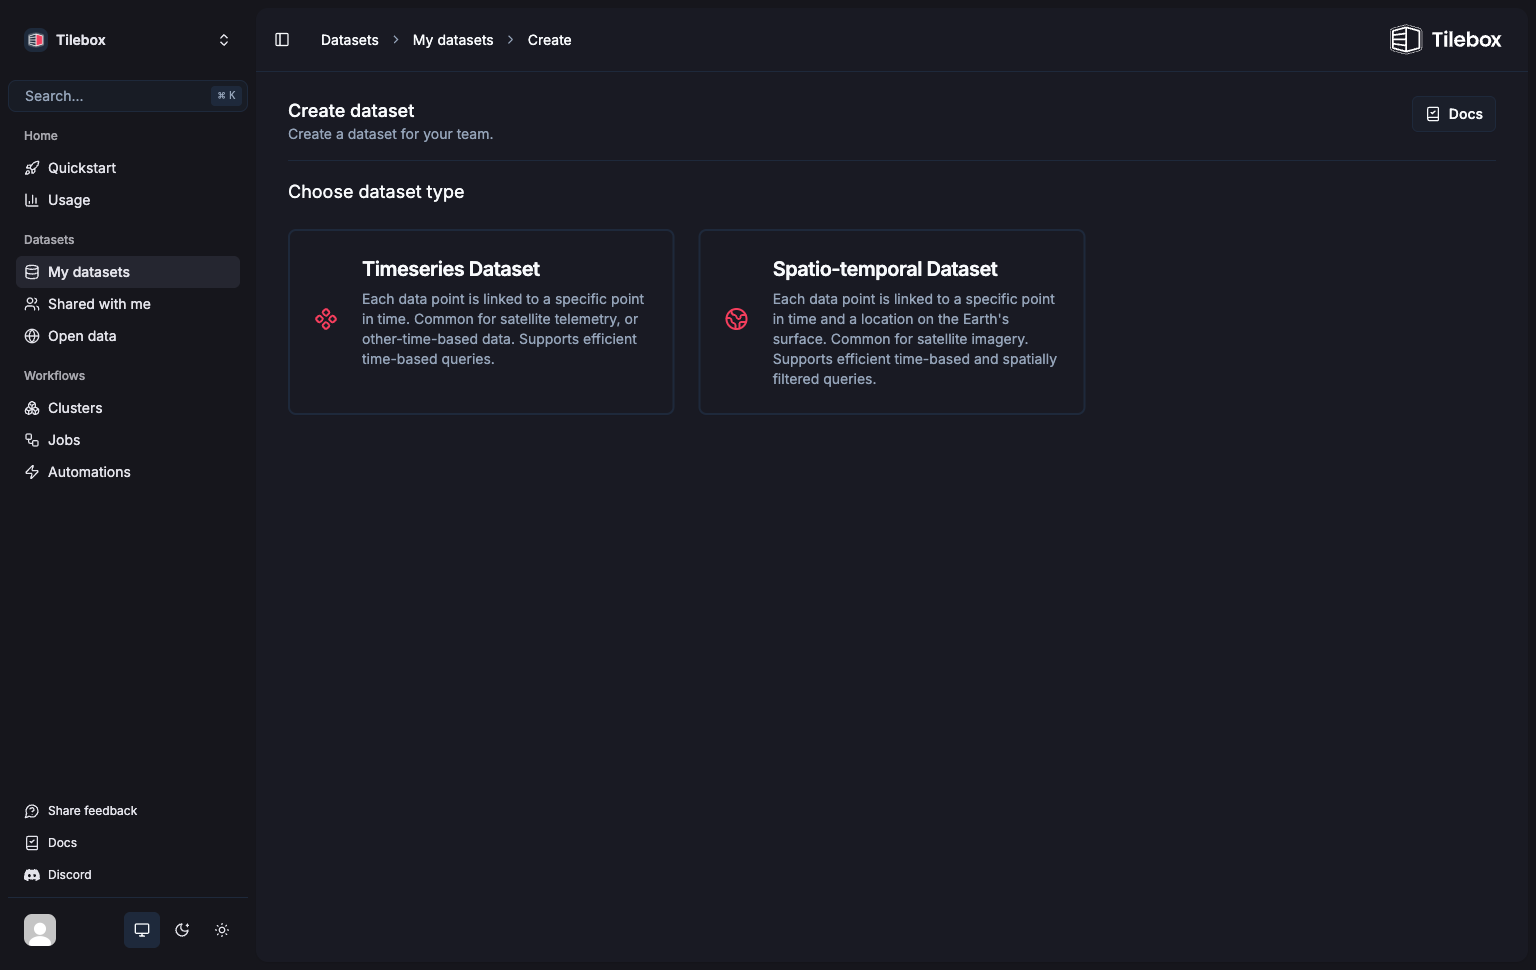 Tilebox
Search...
⌘ K
Home
Quickstart
Usage
Datasets
My datasets
Shared with me
Open data
Workflows
Clusters
Jobs
Automations
Share feedback
Docs
Discord
Datasets > My datasets > Create
Tilebox
Create dataset
Create a dataset for your team.
Docs
Choose dataset type
Timeseries Dataset
Each data point is linked to a specific point
in time. Common for satellite telemetry, or
other-time-based data. Supports efficient
time-based queries.
Spatio-temporal Dataset
Each data point is linked to a specific point
in time and a location on the Earth's
surface. Common for satellite imagery.
Supports efficient time-based and spatially
filtered queries.